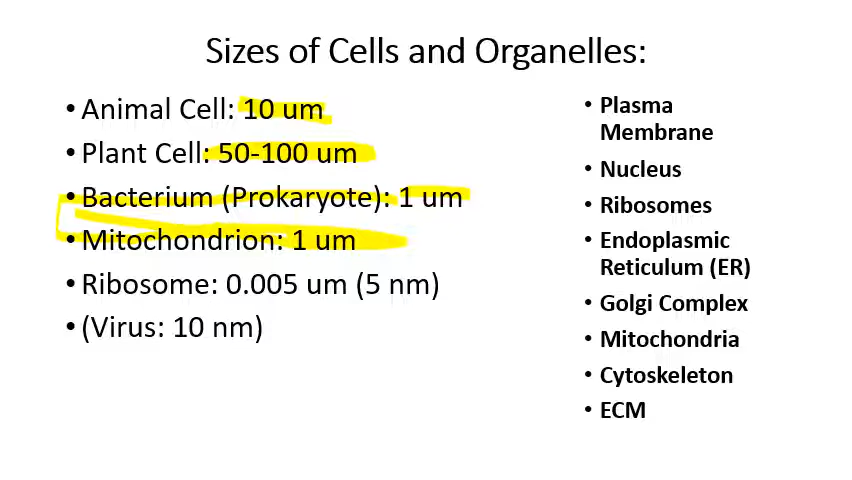 Sizes of Cells and Organelles:
• Animal Cell: 10 um
• Plant Cell: 50-100 um
• Bacterium (Prokaryote): 1 um
• Mitochondrion: 1 um
• Ribosome: 0.005 um (5 nm)
• (Virus: 10 nm)
• Plasma
Membrane
• Nucleus
• Ribosomes
• Endoplasmic
Reticulum (ER)
• Golgi Complex
• Mitochondria
• Cytoskeleton
• ECM